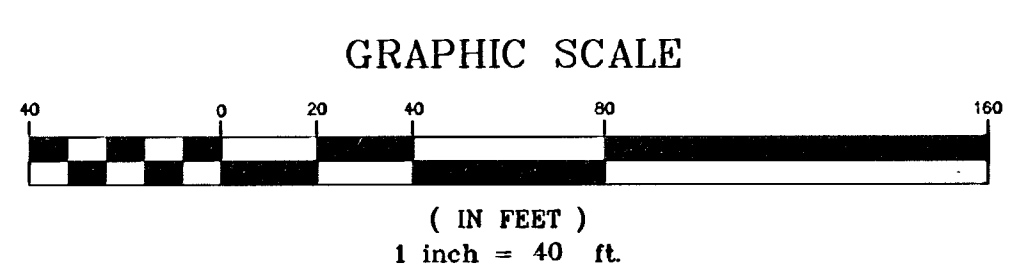 GRAPHIC SCALE
40 0 20 40 80 160
( IN FEET )
1 inch = 40 ft.